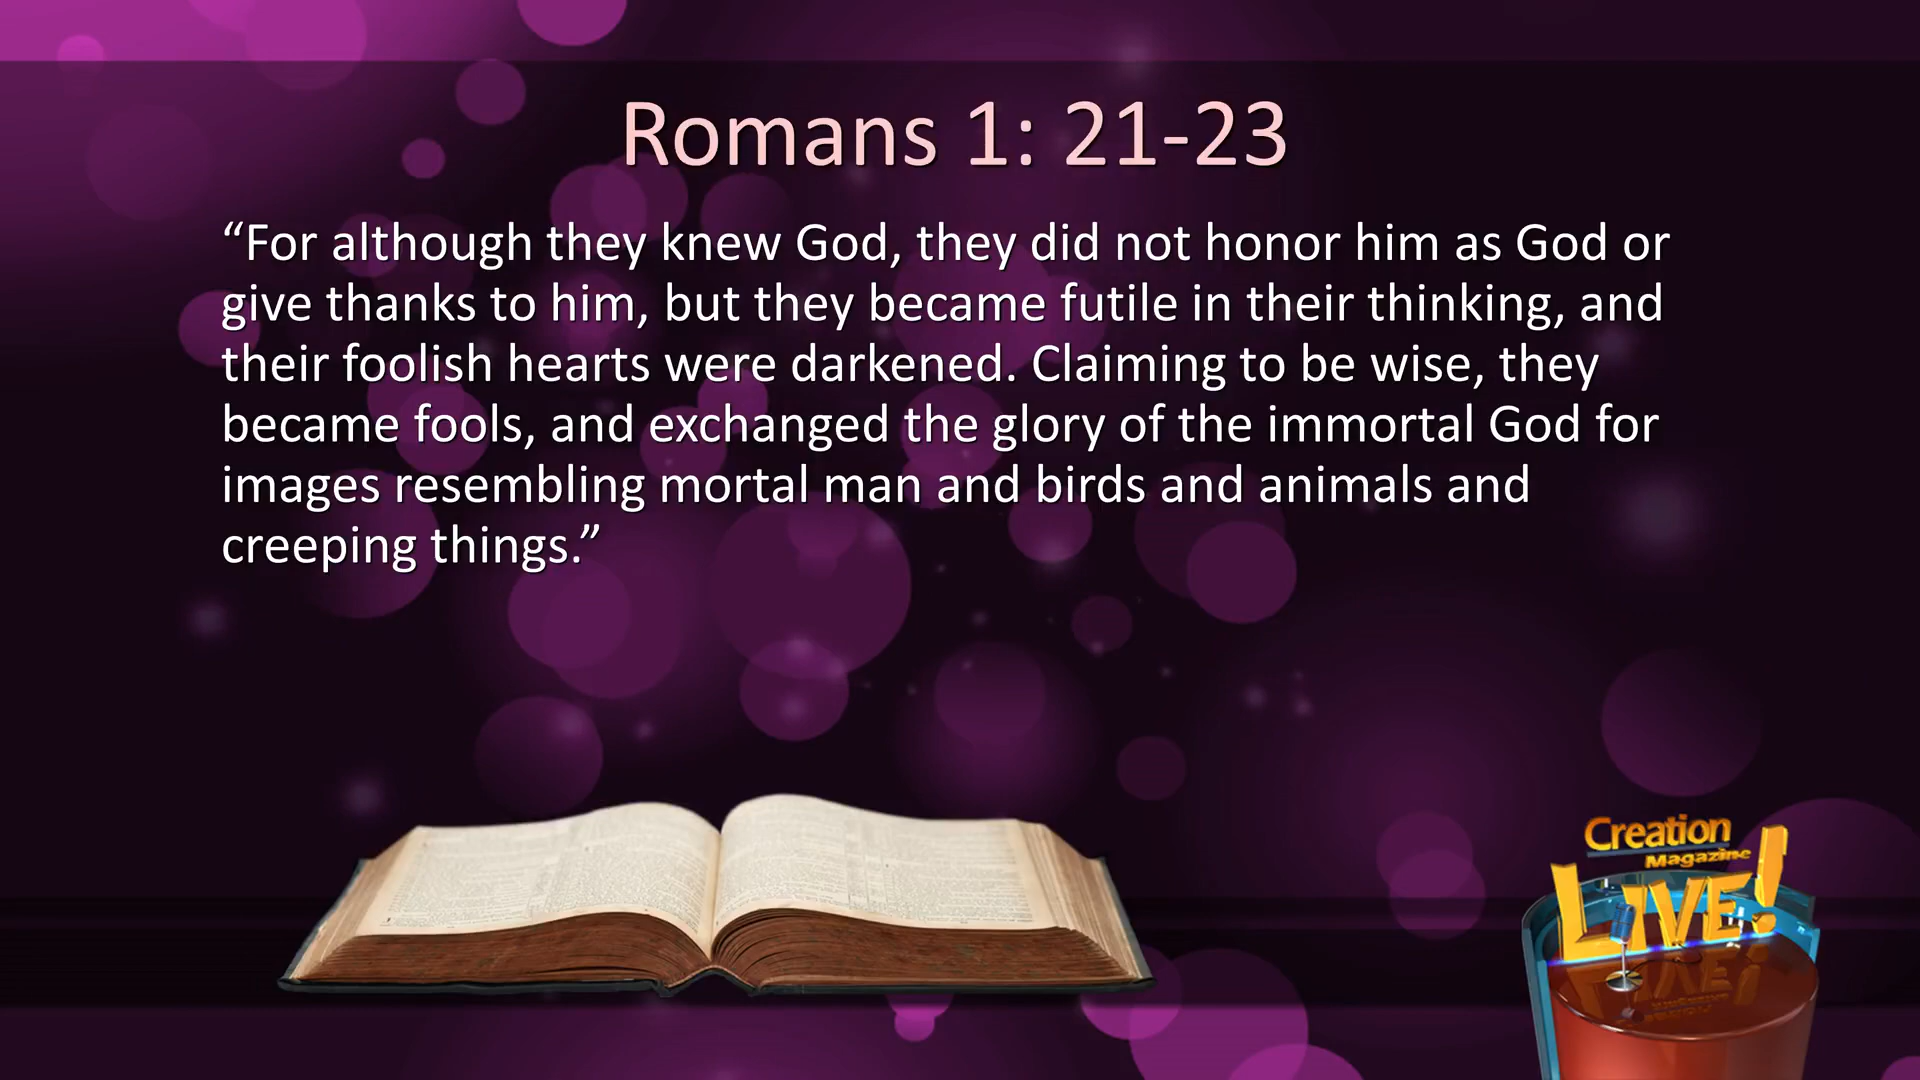 Romans 1: 21-23
“For although they knew God, they did not honor him as God or
give thanks to him, but they became futile in their thinking, and
their foolish hearts were darkened. Claiming to be wise, they
became fools, and exchanged the glory of the immortal God for
images resembling mortal man and birds and animals and
creeping things.”
Creation
Magazine
LIVE!